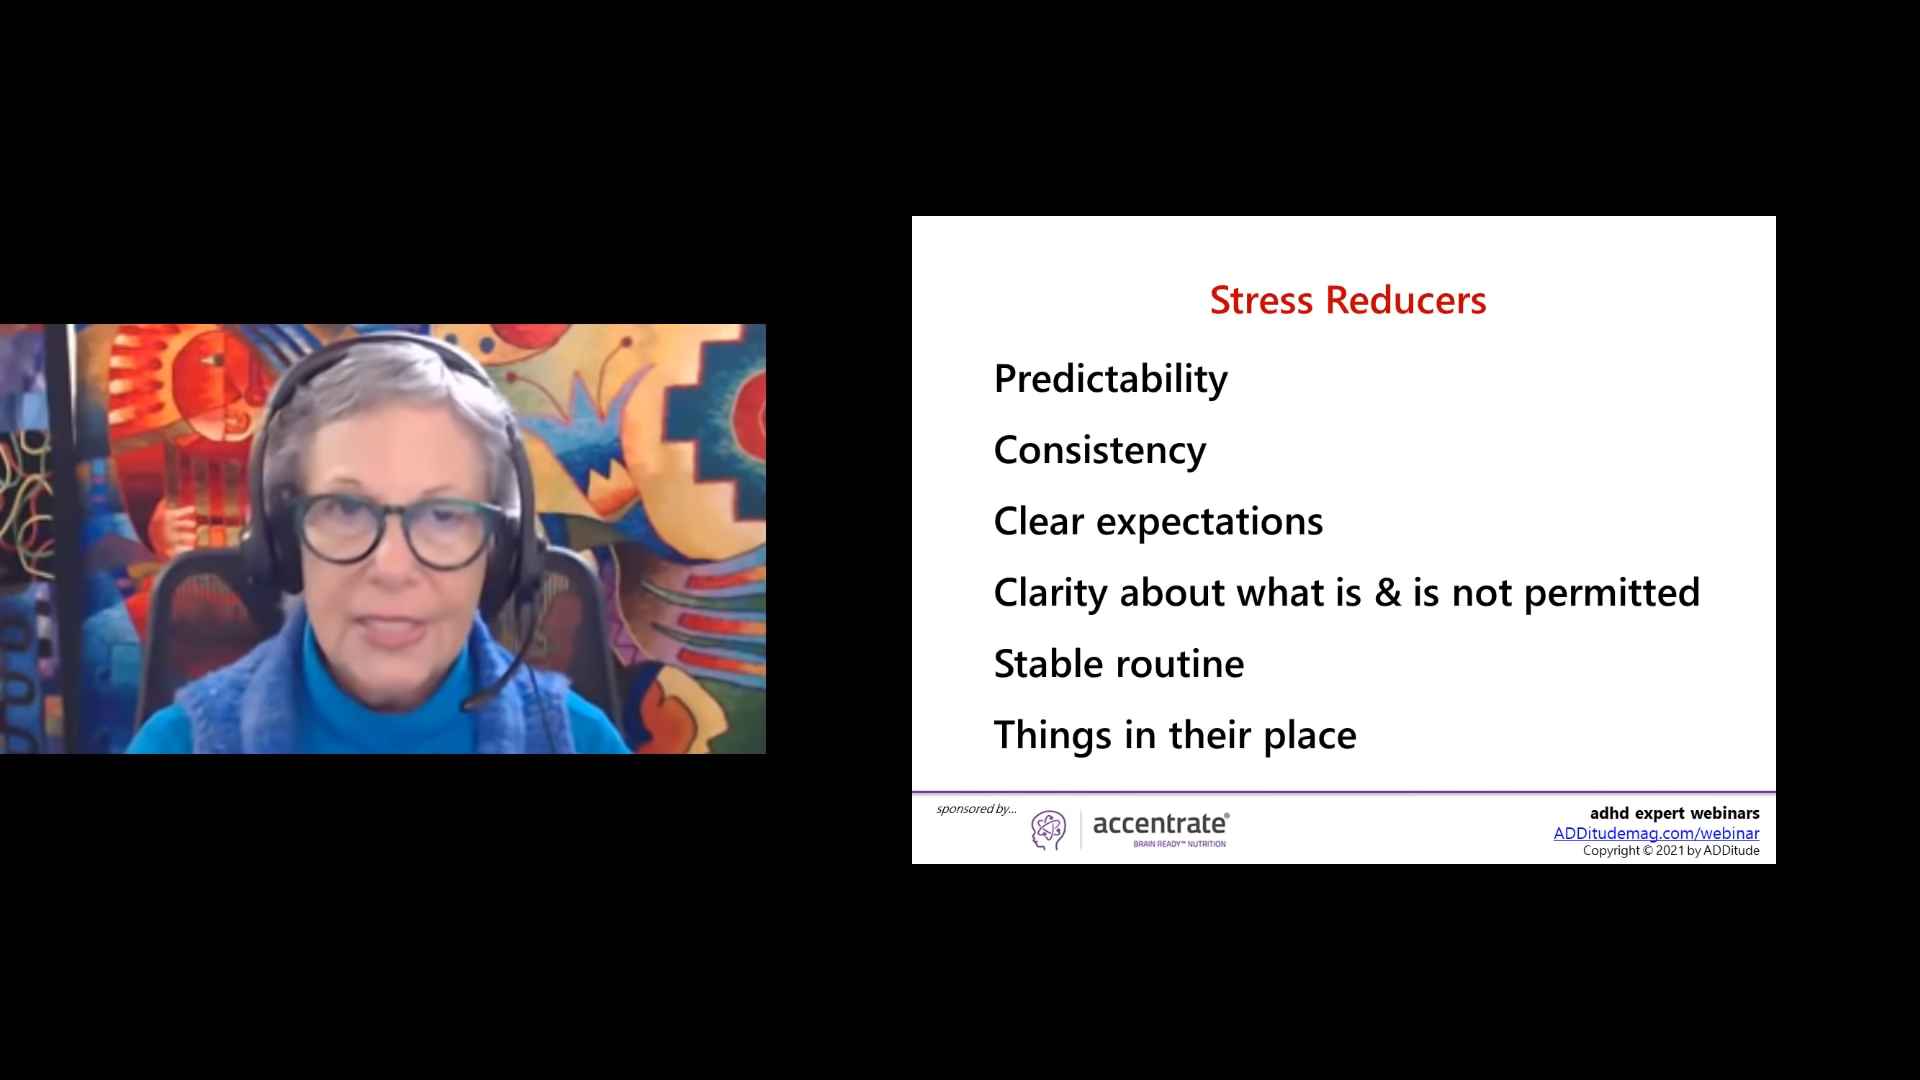 Stress Reducers
Predictability
Consistency
Clear expectations
Clarity about what is & is not permitted
Stable routine
Things in their place
sponsored by...
accentrate®
BRAIN READY™ NUTRITION
adhd expert webinars
ADDitudemag.com/webinar
Copyright © 2021 by ADDitude